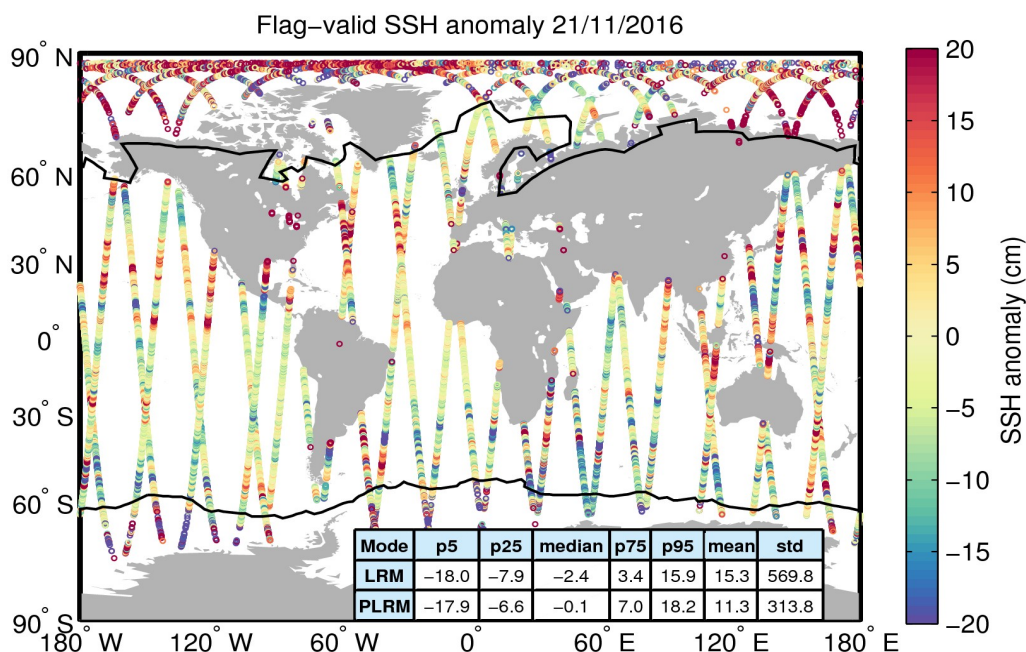 Flag−valid SSH anomaly 21/11/2016
90° N
60° N
30° N
0°
30° S
60° S
90° S
180° W 120° W 60° W 0° 60° E 120° E 180° E
Mode p5 p25 median p75 p95 mean std
LRM −18.0 −7.9 −2.4 3.4 15.9 15.3 569.8
PLRM −17.9 −6.6 −0.1 7.0 18.2 11.3 313.8
20
15
10
5
0
−5
−10
−15
−20
SSH anomaly (cm)